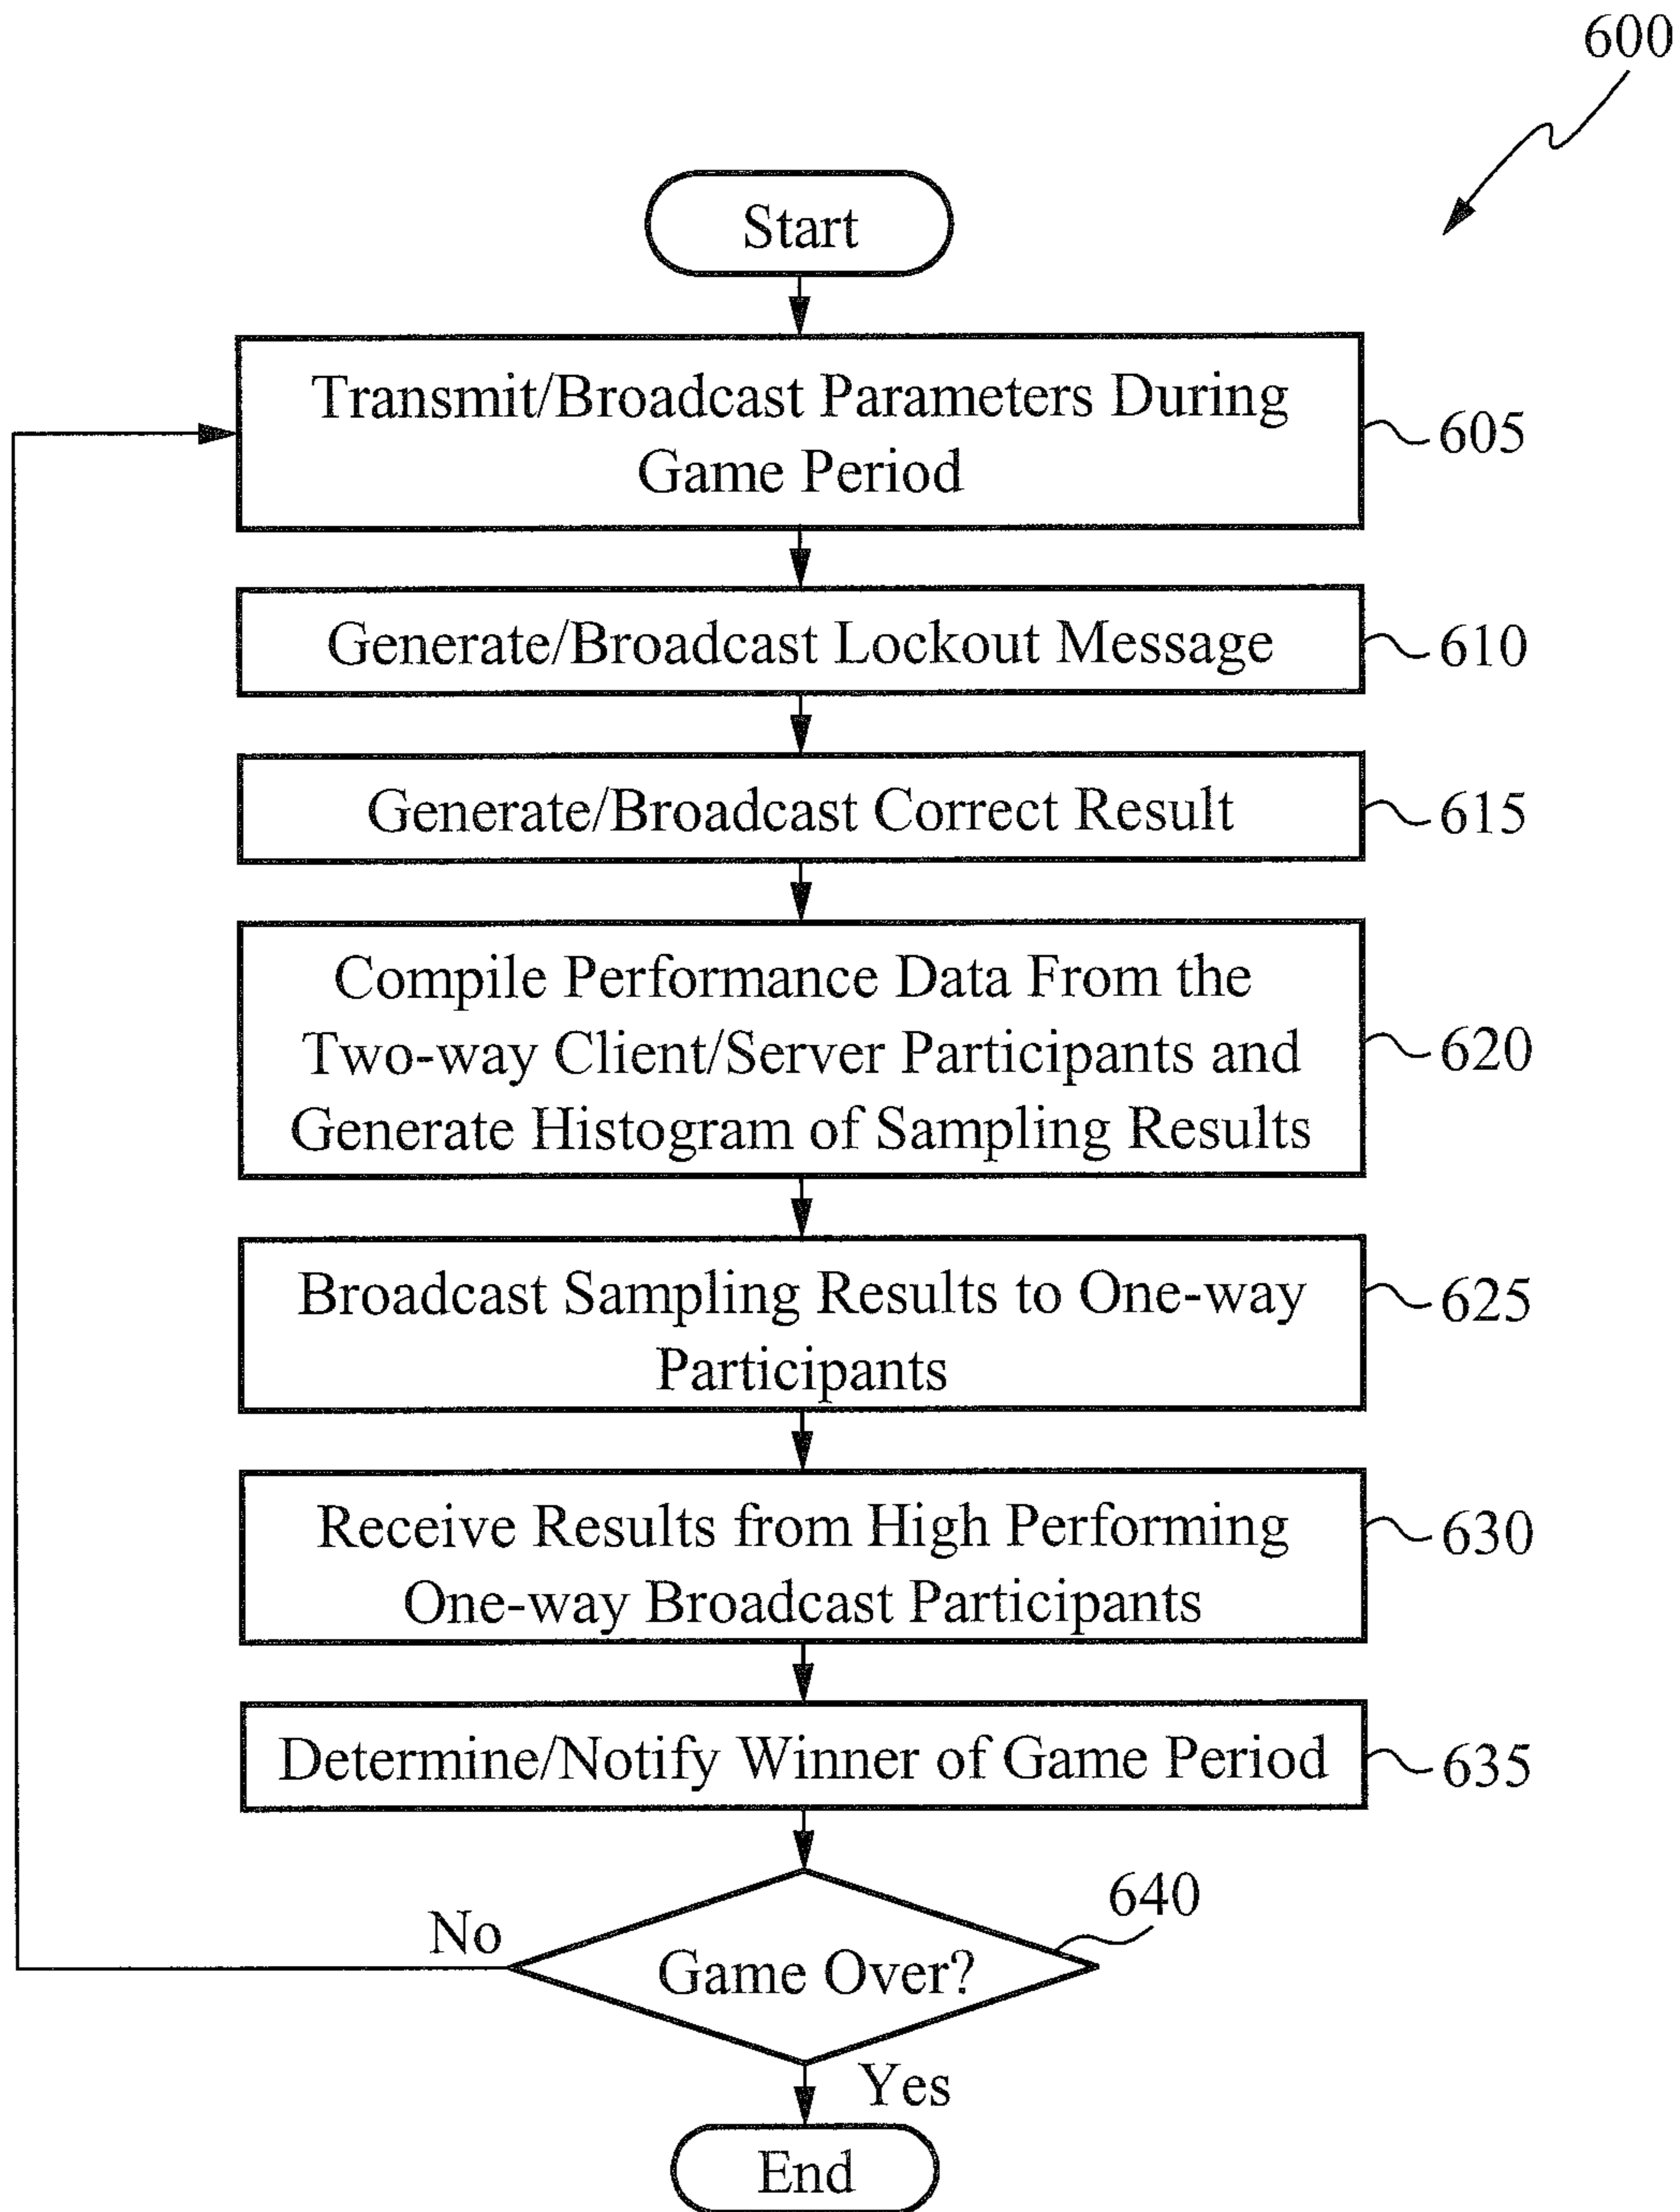 600
Start
Transmit/Broadcast Parameters During
Game Period
605
Generate/Broadcast Lockout Message
610
Generate/Broadcast Correct Result
615
Compile Performance Data From the
Two-way Client/Server Participants and
Generate Histogram of Sampling Results
620
Broadcast Sampling Results to One-way
Participants
625
Receive Results from High Performing
One-way Broadcast Participants
630
Determine/Notify Winner of Game Period
635
640
No
Game Over?
Yes
End